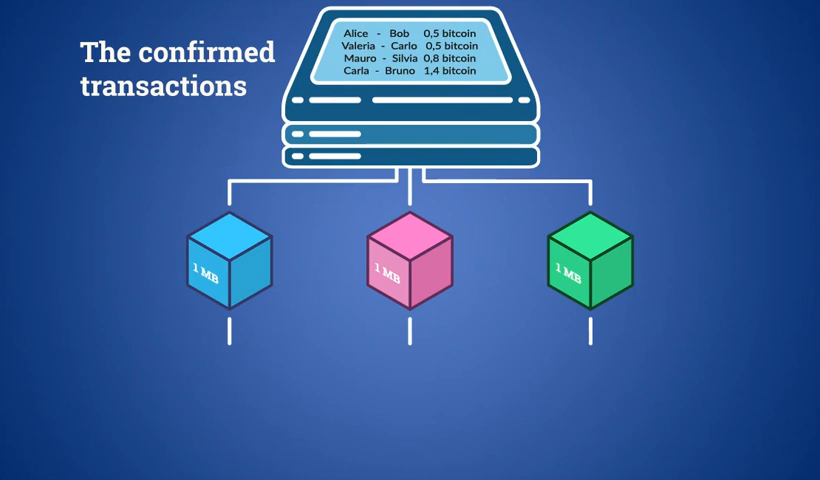 The confirmed
transactions
Alice - Bob 0,5 bitcoin
Valeria - Carlo 0,5 bitcoin
Mauro - Silvia 0,8 bitcoin
Carla - Bruno 1,4 bitcoin
1 MB
1 MB
1 MB